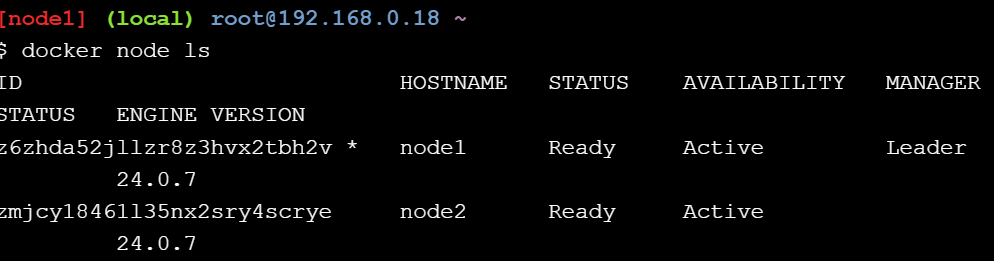 [node1] (local) root@192.168.0.18 ~
$ docker node ls
ID HOSTNAME STATUS AVAILABILITY MANAGER
STATUS ENGINE VERSION
z6zhda52jllzr8z3hvx2tbh2v * node1 Ready Active Leader
24.0.7
zmjcy1846ll35nx2sry4scrye node2 Ready Active
24.0.7